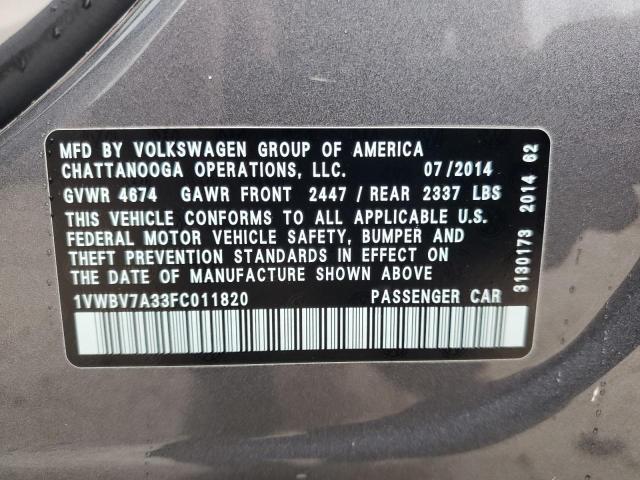 MFD BY VOLKSWAGEN GROUP OF AMERICA
CHATTANOOGA OPERATIONS, LLC. 07/2014
GVWR 4674 GAWR FRONT 2447 / REAR 2337 LBS
THIS VEHICLE CONFORMS TO ALL APPLICABLE U.S.
FEDERAL MOTOR VEHICLE SAFETY, BUMPER AND
THEFT PREVENTION STANDARDS IN EFFECT ON
THE DATE OF MANUFACTURE SHOWN ABOVE
1VWBV7A33FC011820 PASSENGER CAR
3130173 2014 62